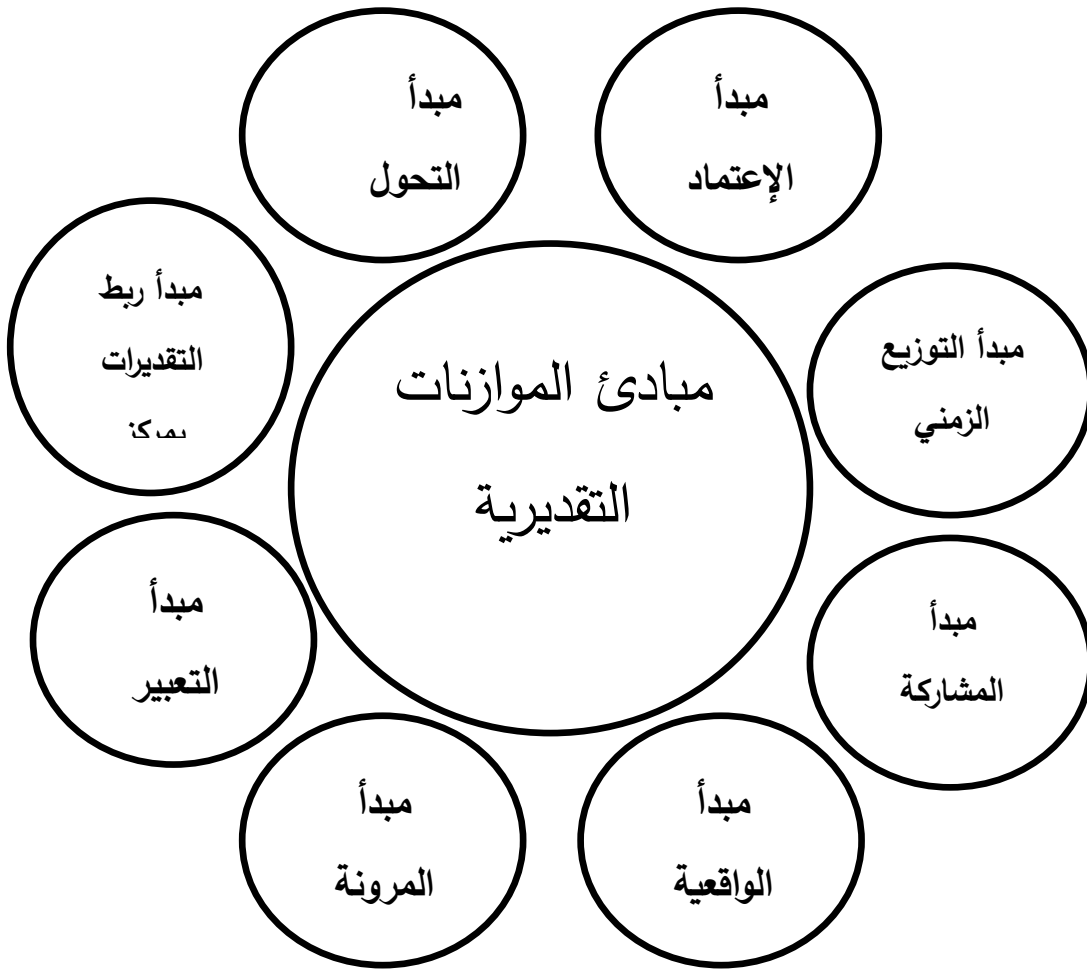 مبدأ
الإعتماد
مبدأ
التحول
مبدأ التوزيع
الزمني
مبدأ ربط
التقديرات
مبادئ الموازنات
التقديرية
مبدأ
المشاركة
مبدأ
التعبير
مبدأ
الواقعية
مبدأ
المرونة